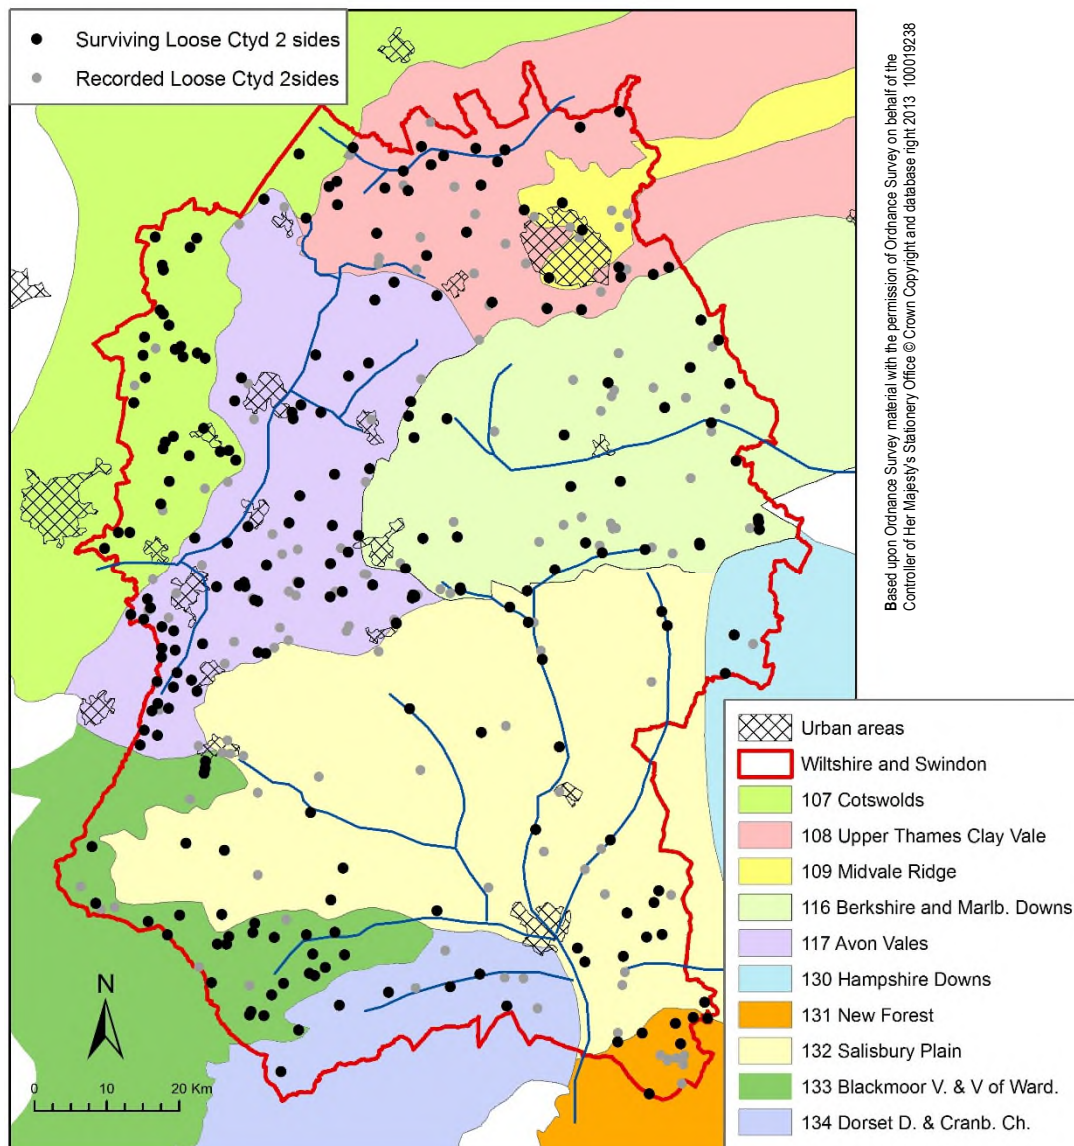 Surviving Loose Ctyd 2 sides
Recorded Loose Ctyd 2sides
Based upon Ordnance Survey material with the permission of Ordnance Survey on behalf of the
Controller of Her Majesty's Stationery Office © Crown Copyright and database right 2013 100019238
Urban areas
Wiltshire and Swindon
107 Cotswolds
108 Upper Thames Clay Vale
109 Midvale Ridge
116 Berkshire and Marlb. Downs
117 Avon Vales
130 Hampshire Downs
131 New Forest
132 Salisbury Plain
133 Blackmoor V. & V of Ward.
134 Dorset D. & Cranb. Ch.
N
0 10 20 Km